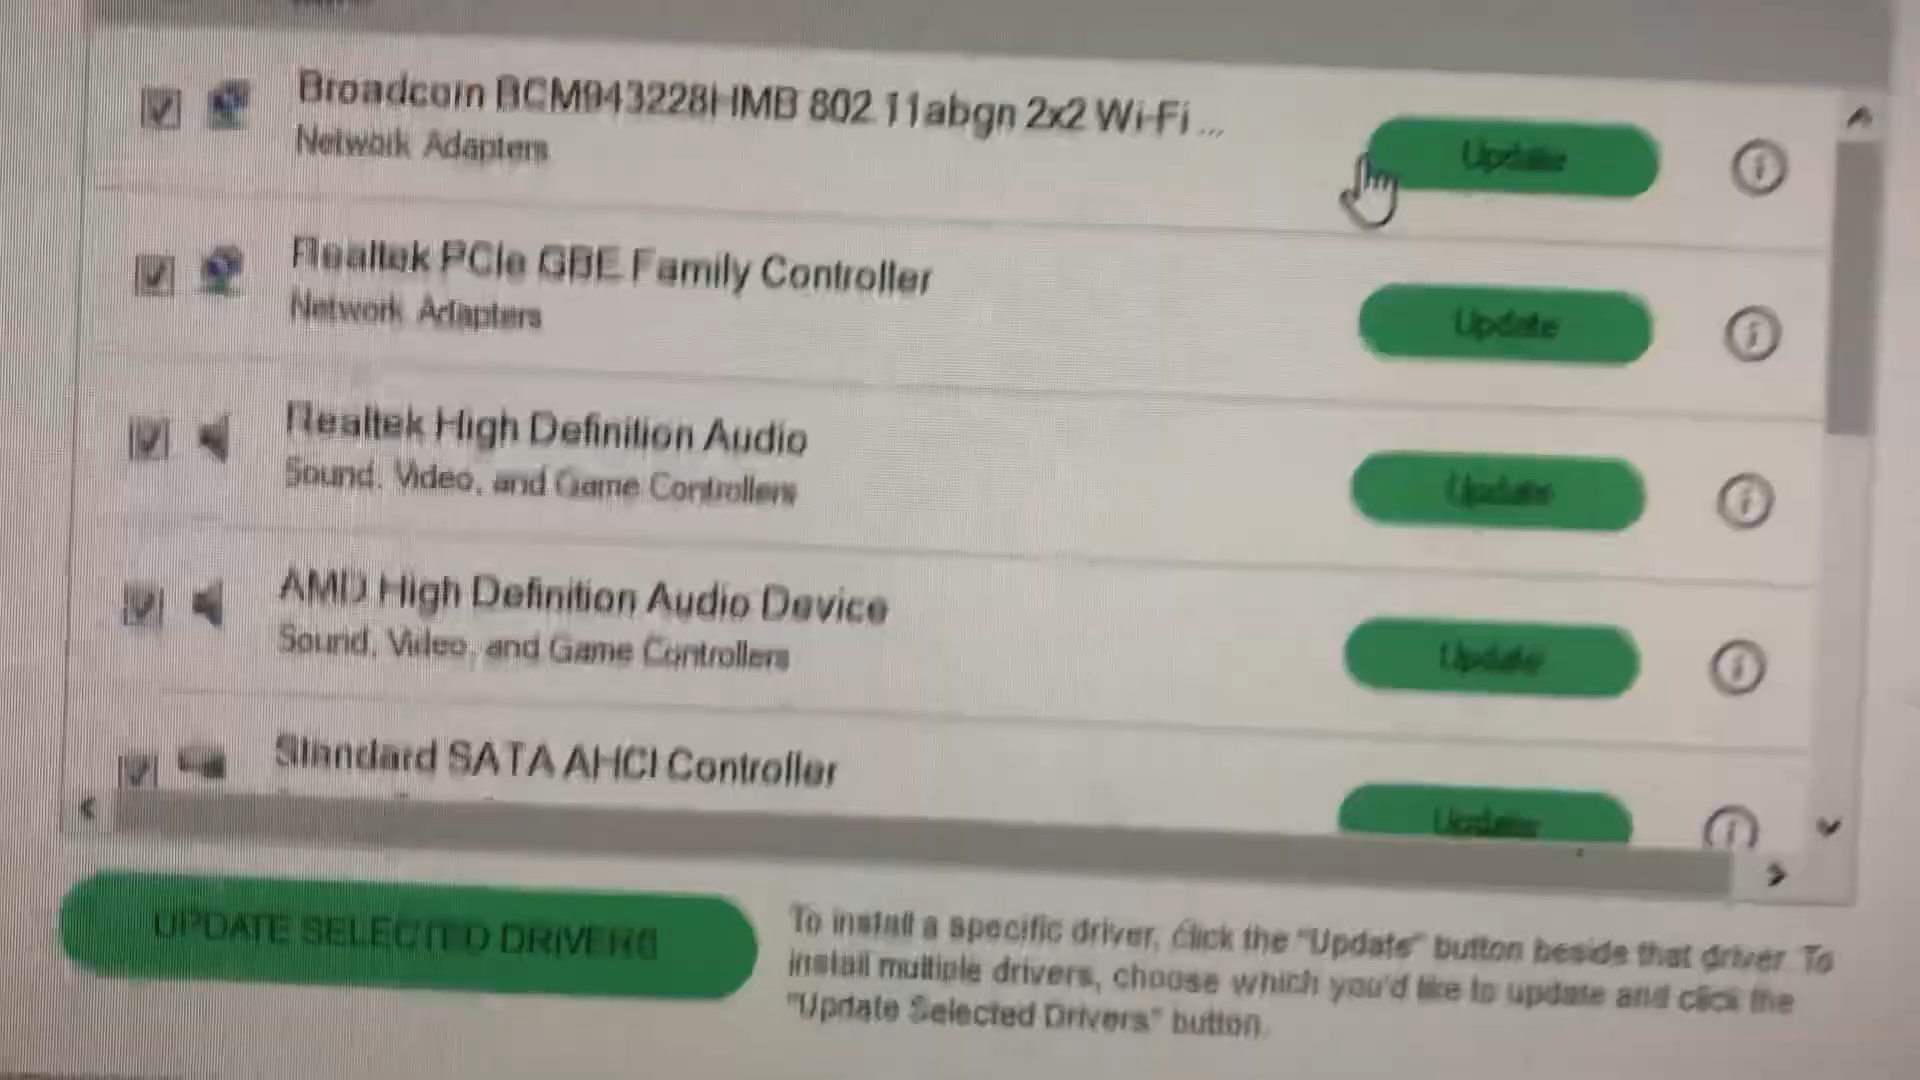 Broadcom BCM943228HMB 802.11abgn 2x2 Wi-Fi ...
Network Adapters
Update
Realtek PCIe GBE Family Controller
Network Adapters
Update
Realtek High Definition Audio
Sound, Video, and Game Controllers
Update
AMD High Definition Audio Device
Sound, Video, and Game Controllers
Update
Standard SATA AHCI Controller
Update
UPDATE SELECTED DRIVERS
To install a specific driver, click the "Update" button beside that driver. To
install multiple drivers, choose which you'd like to update and click the
"Update Selected Drivers" button.